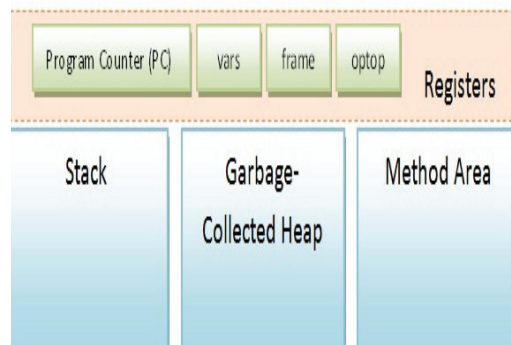 Program Counter (PC) vars frame optop
Registers
Stack
Garbage-
Collected Heap
Method Area